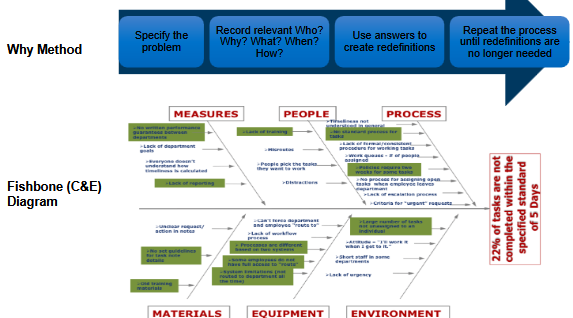 Why Method
Specify the
problem
Record relevant Who?
Why? What? When?
How?
Use answers to
create redefinitions
Repeat the process
until redefinitions are
no longer needed
Fishbone (C&E)
Diagram
MEASURES
PEOPLE
PROCESS
>No written performance
guarantees between
departments
>Lack of department
goals
>Everyone doesn't
understand how
timeliness is calculated
>Lack of reporting
>Lack of training
>Mistakes
>People pick the tasks
they want to work
>Distractions
>Timeliness not
understood in general
>No standard process for
tasks
>Lack of formal/consistent
procedure for working tasks
>Work queues - # of people
assigned
>Policies require two
weeks for some tasks
>No process for assigning open
tasks when employee leaves
department
>Lack of escalation process
>Criteria for "urgent" requests
>Unclear request/
action in notes
>No set guidelines
for task note
details
>Old training
materials
>Can't items department
and employee "route to"
>Lack of workflow
process
>Processes are different
based on two systems
>Some employees do not
have full access to "route"
>System limitations (not
routed to department all
the time)
>Large number of tasks
not assigned to an
individual
>Attitude - "I'll work it
when I get to it."
>Short staff in some
departments
>Lack of urgency
22% of tasks are not
completed within the
specified standard
of 5 Days
MATERIALS
EQUIPMENT
ENVIRONMENT